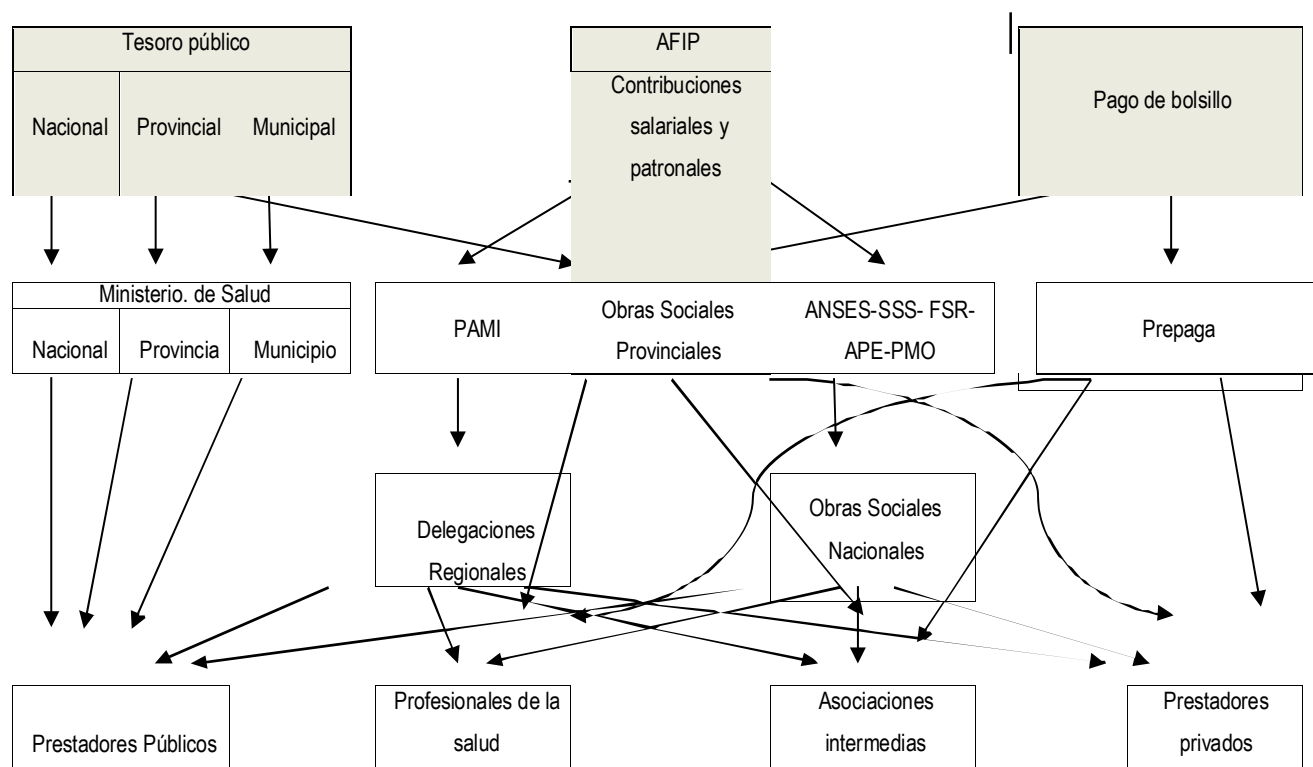 Tesoro público
AFIP
Nacional
Provincial
Municipal
Contribuciones
salariales y
patronales
Pago de bolsillo
Ministerio. de Salud
Nacional
Provincia
Municipio
PAMI
Obras Sociales
Provinciales
ANSES-SSS- FSR-
APE-PMO
Prepaga
Delegaciones
Regionales
Obras Sociales
Nacionales
Prestadores Públicos
Profesionales de la
salud
Asociaciones
intermedias
Prestadores
privados